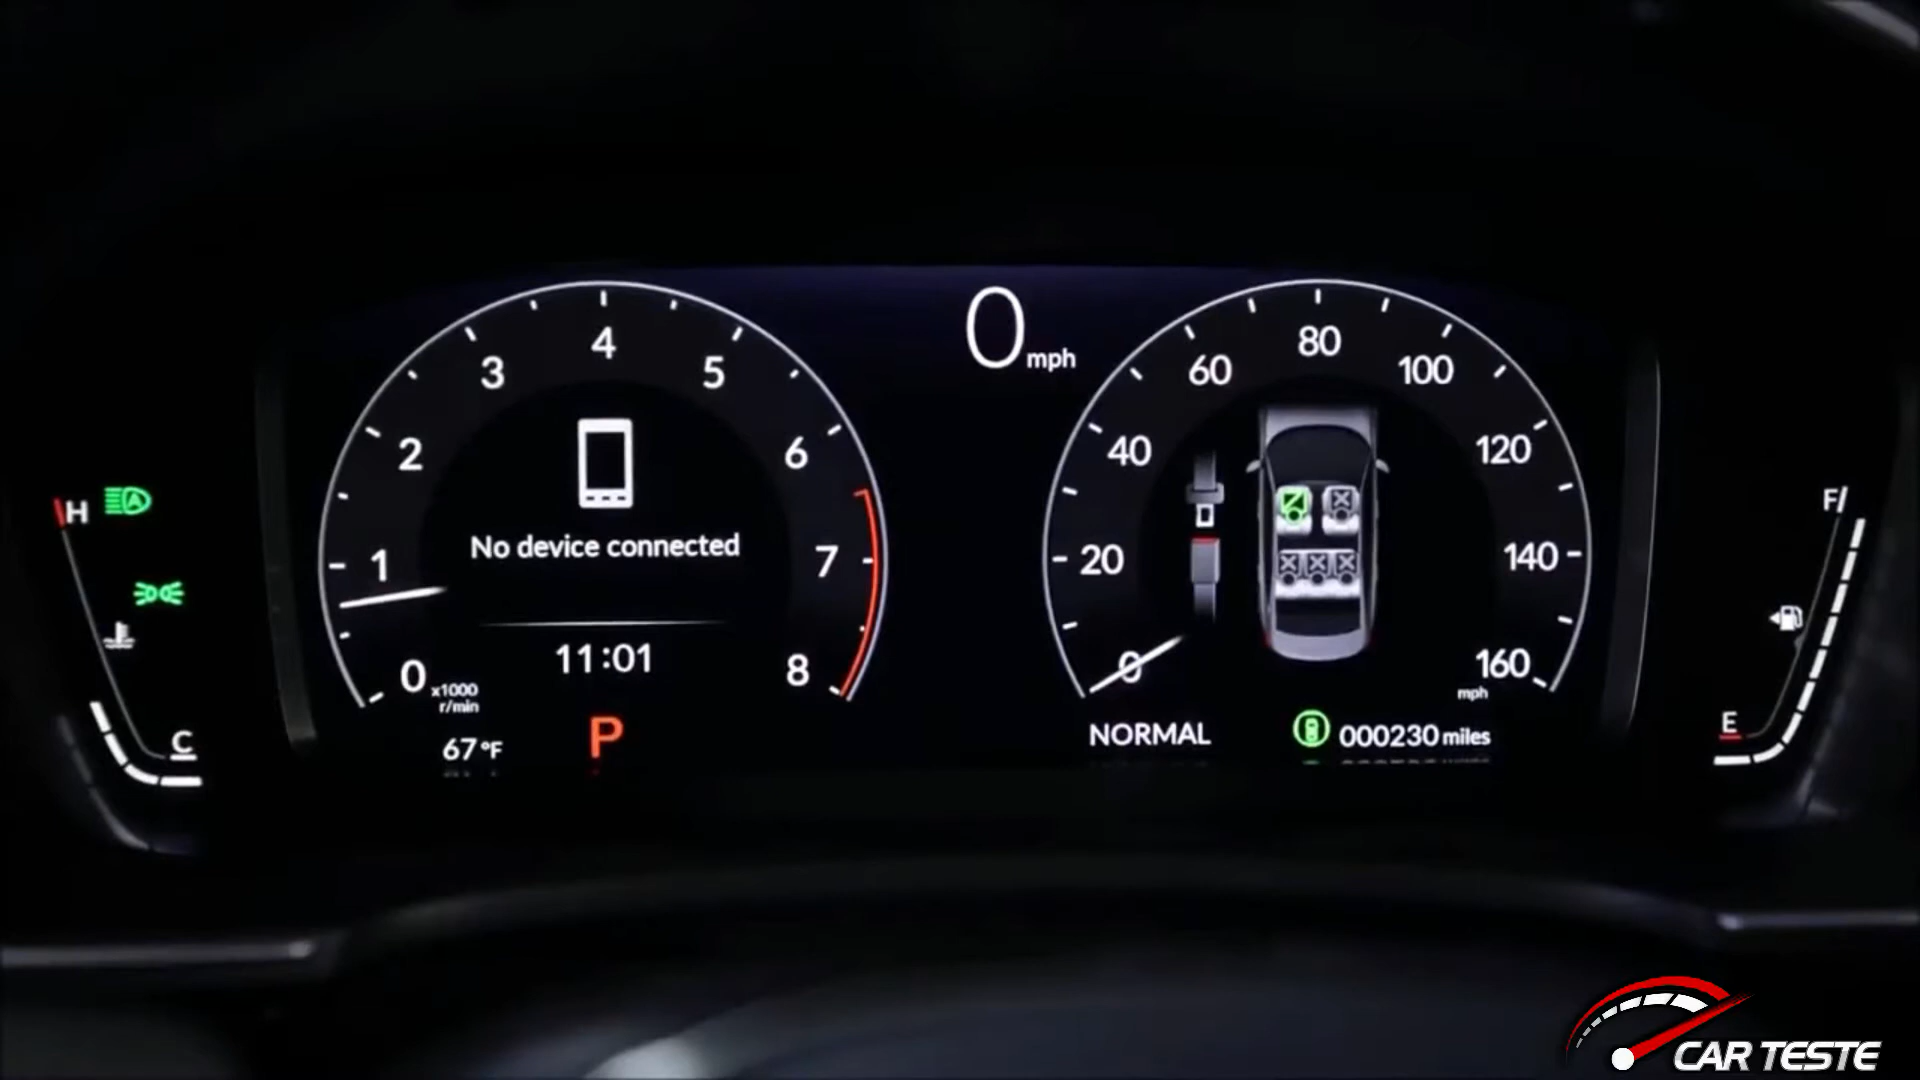 0 mph
4
3
5
2
6
1
7
0
8
x1000
r/min
No device connected
11:01
67°F
P
80
60
100
40
120
20
140
0
160
mph
NORMAL
000230 miles
H
A
C
F
E
CAR TESTE